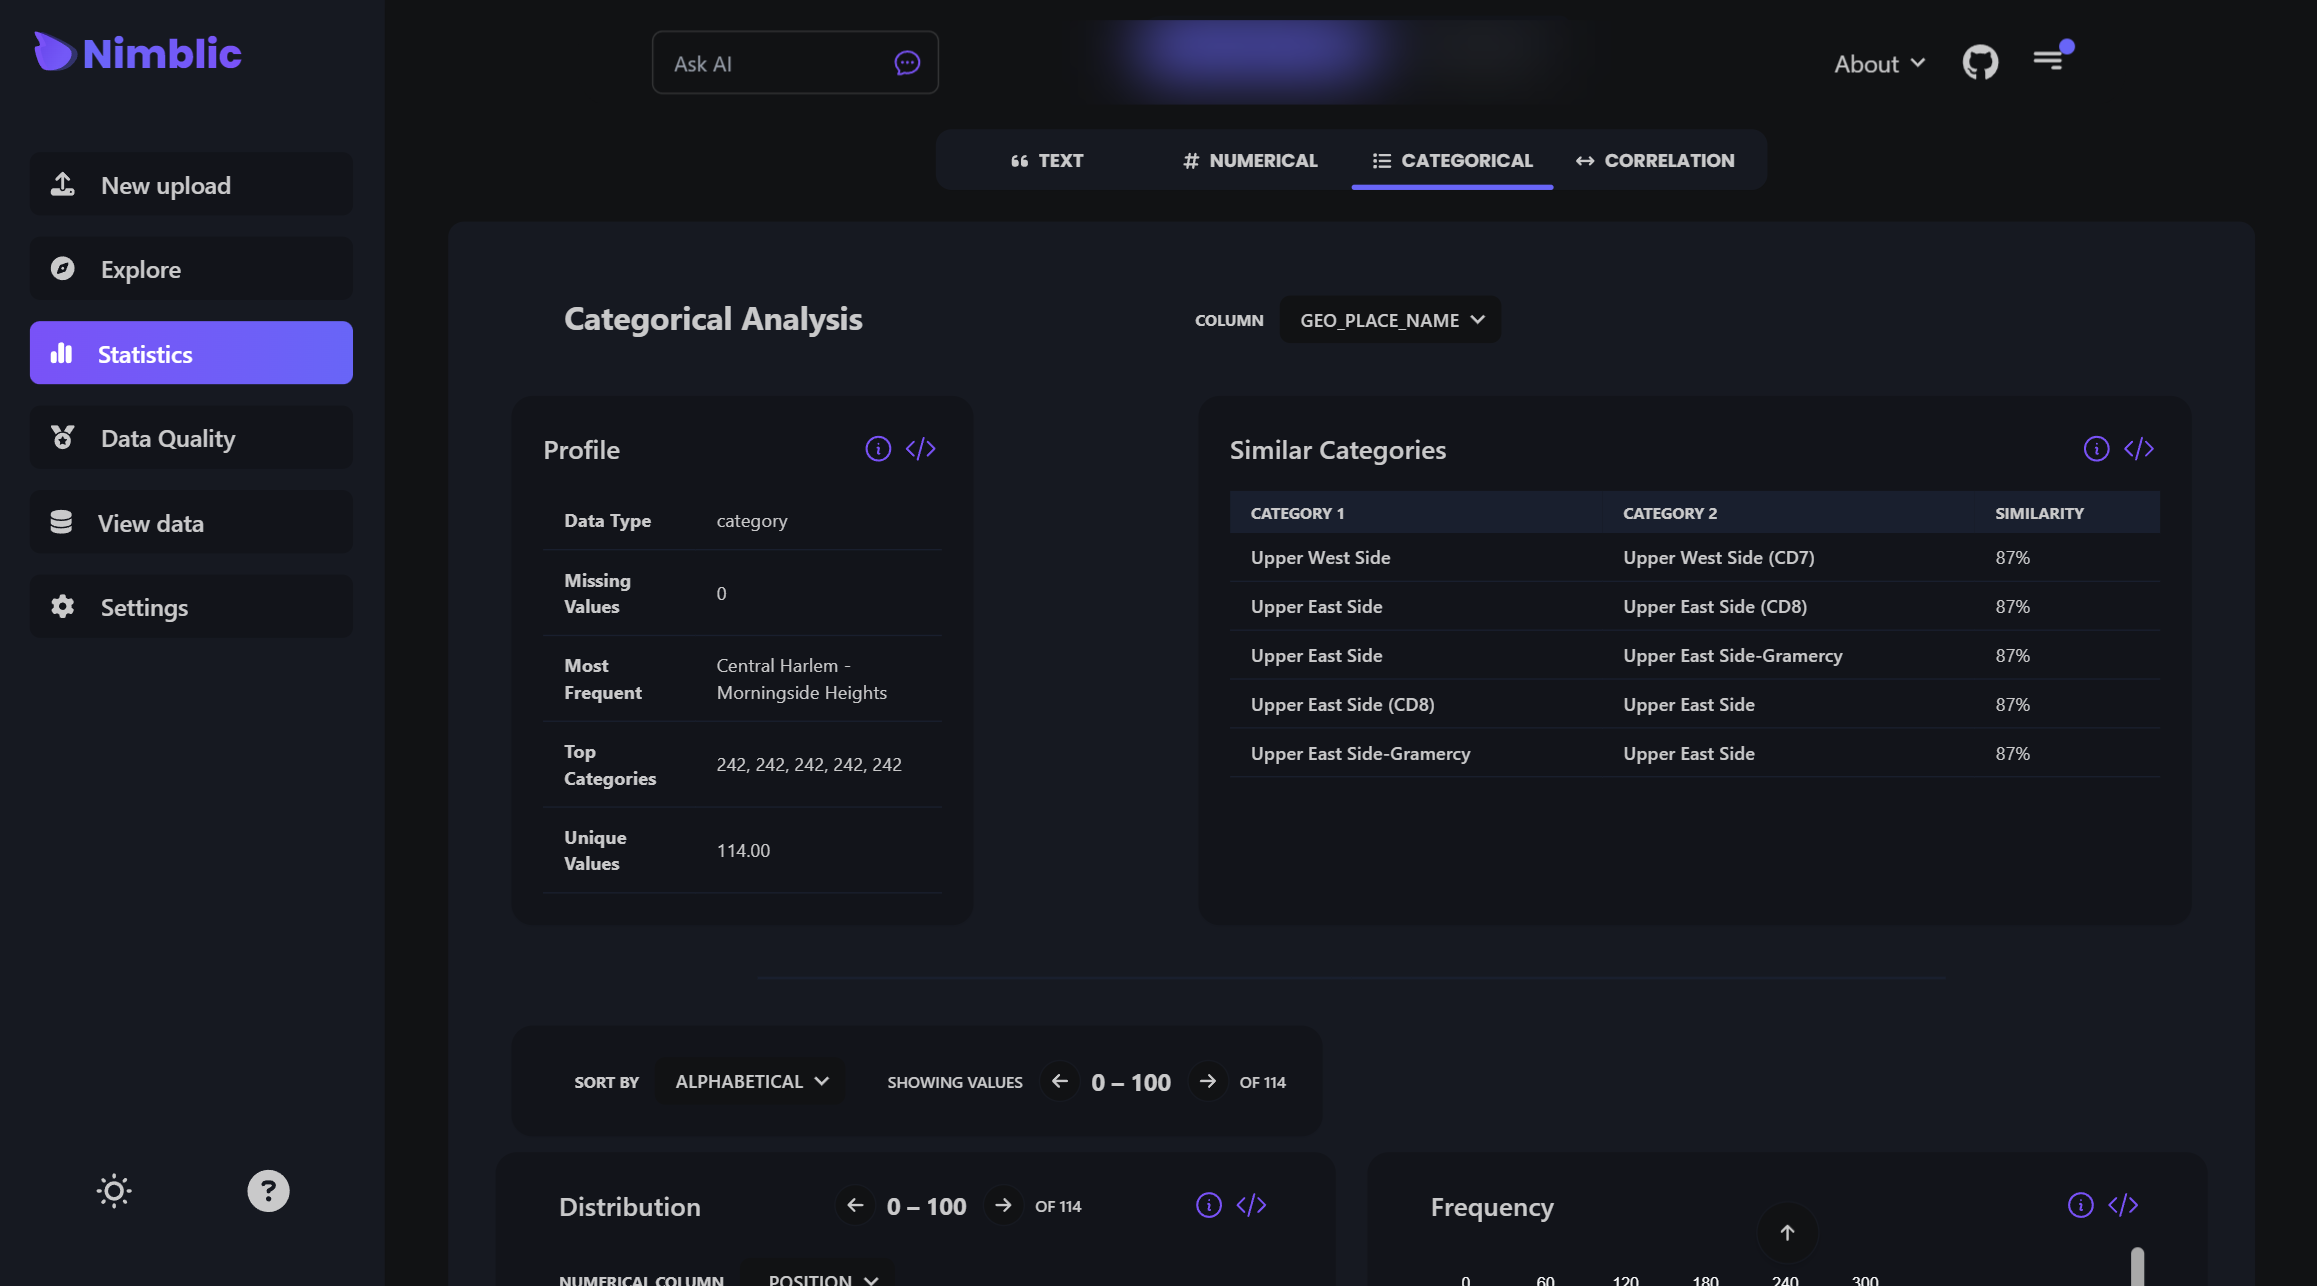 Nimblic
Ask AI
About
New upload
Explore
Statistics
Data Quality
View data
Settings
?
TEXT
# NUMERICAL
CATEGORICAL
CORRELATION
Categorical Analysis
COLUMN GEO_PLACE_NAME
Profile
Data Type category
Missing
Values
0
Most
Frequent
Central Harlem -
Morningside Heights
Top
Categories
242, 242, 242, 242, 242
Unique
Values
114.00
Similar Categories
CATEGORY 1 CATEGORY 2 SIMILARITY
Upper West Side Upper West Side (CD7) 87%
Upper East Side Upper East Side (CD8) 87%
Upper East Side Upper East Side-Gramercy 87%
Upper East Side (CD8) Upper East Side 87%
Upper East Side-Gramercy Upper East Side 87%
SORT BY ALPHABETICAL SHOWING VALUES 0 – 100 OF 114
Distribution 0 – 100 OF 114
NUMERICAL COLUMN POSITION
Frequency
0 60 120 180 240 300